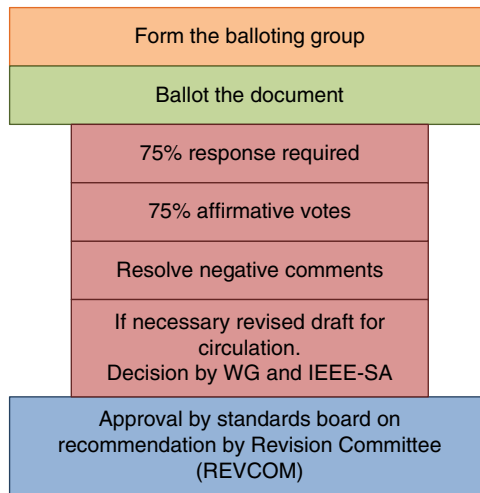 Form the balloting group
Ballot the document
75% response required
75% affirmative votes
Resolve negative comments
If necessary revised draft for
circulation.
Decision by WG and IEEE-SA
Approval by standards board on
recommendation by Revision Committee
(REVCOM)